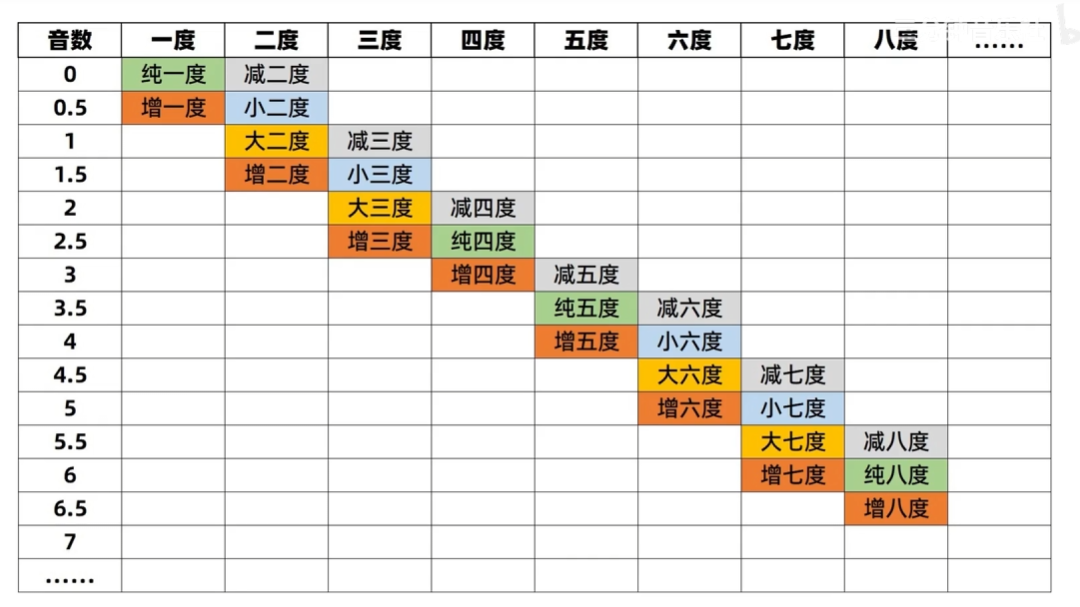 音数 一度 二度 三度 四度 五度 六度 七度 八度 ……
0 纯一度 减二度
0.5 增一度 小二度
1 大二度 减三度
1.5 增二度 小三度
2 大三度 减四度
2.5 增三度 纯四度
3 增四度 减五度
3.5 纯五度 减六度
4 增五度 小六度
4.5 大六度 减七度
5 增六度 小七度
5.5 大七度 减八度
6 增七度 纯八度
6.5 增八度
7
……